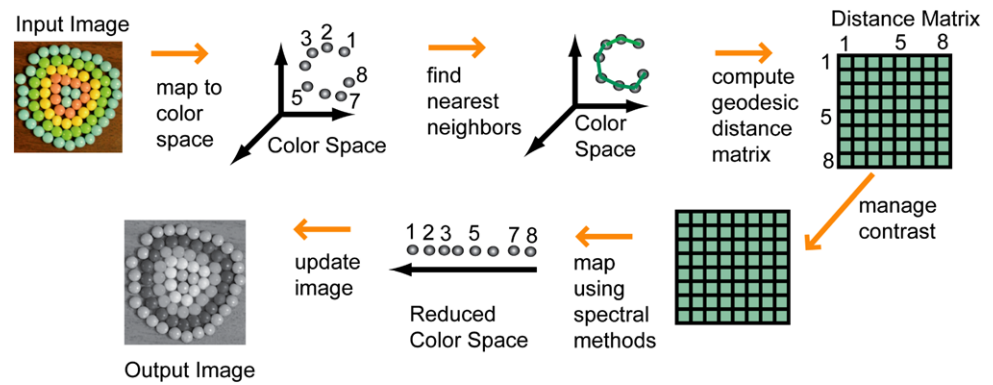 Input Image
map to
color
space
3 2 1
8
5 7
Color Space
find
nearest
neighbors
Color
Space
compute
geodesic
distance
matrix
Distance Matrix
1 5 8
1
5
8
manage
contrast
map
using
spectral
methods
1 2 3 5 7 8
Reduced
Color Space
update
image
Output Image